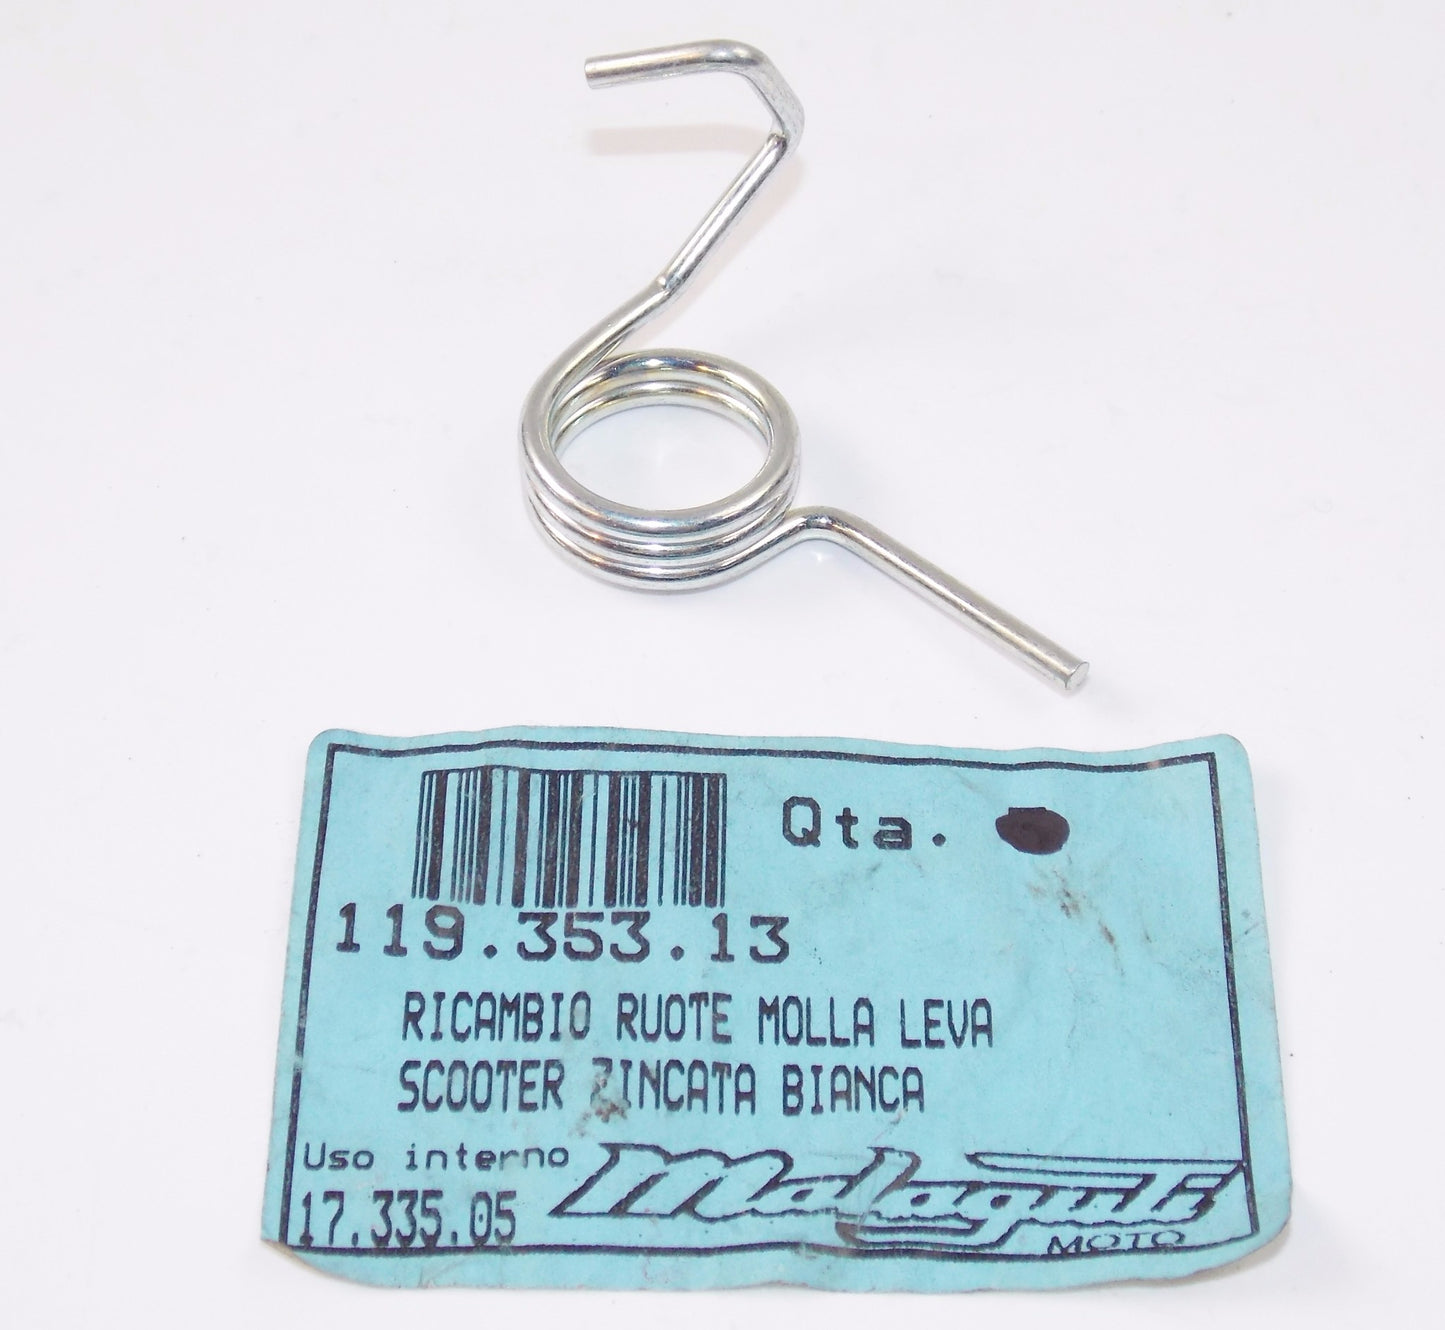 Qta.
119.353.13
RICAMBIO RUOTE MOLLA LEVA
SCOOTER ZINCATA BIANCA
Uso interno
17.335.05
Malaguti
MOTO